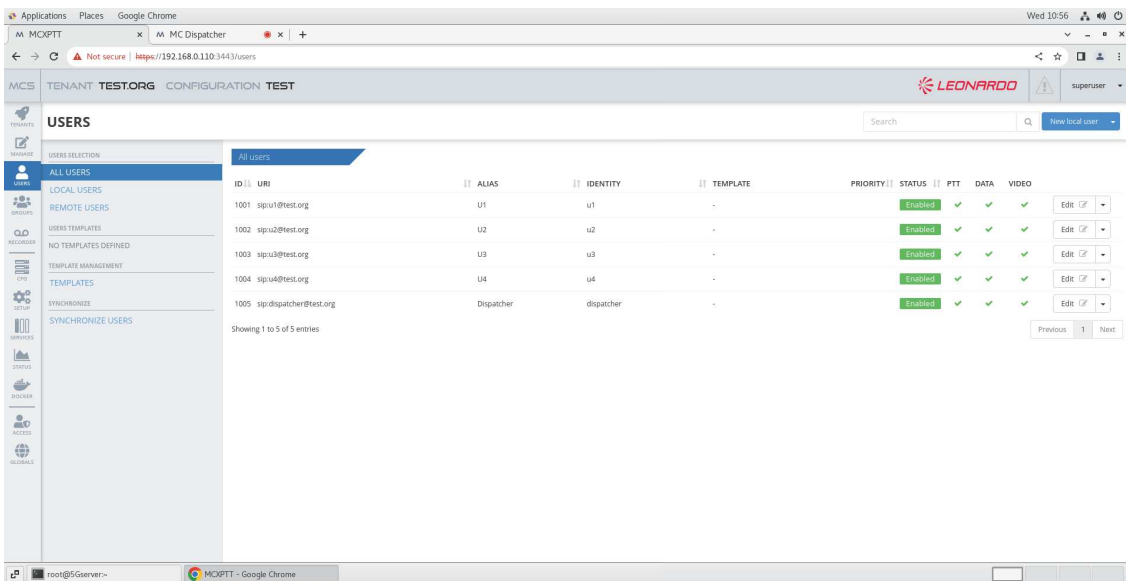 Applications Places Google Chrome Wed 10:56
MCXPTT MC Dispatcher
Not secure | https://192.168.0.110:3443/users
MCS TENANT TEST.ORG CONFIGURATION TEST LEONARDO superuser
TENANTS
MANAGE
USERS
GROUPS
RECORDER
CFG
SETUP
SERVICES
STATUS
DOCKER
ACCESS
GLOBALS
USERS Search New local user
USERS SELECTION
ALL USERS
LOCAL USERS
REMOTE USERS
USERS TEMPLATES
NO TEMPLATES DEFINED
TEMPLATE MANAGEMENT
TEMPLATES
SYNCHRONIZE
SYNCHRONIZE USERS
All users
ID URI ALIAS IDENTITY TEMPLATE PRIORITY STATUS PTT DATA VIDEO
1001 sip:u1@test.org U1 u1 - Enabled Edit
1002 sip:u2@test.org U2 u2 - Enabled Edit
1003 sip:u3@test.org U3 u3 - Enabled Edit
1004 sip:u4@test.org U4 u4 - Enabled Edit
1005 sip:dispatcher@test.org Dispatcher dispatcher - Enabled Edit
Showing 1 to 5 of 5 entries Previous 1 Next
root@5Gserver:~ MCXPTT - Google Chrome